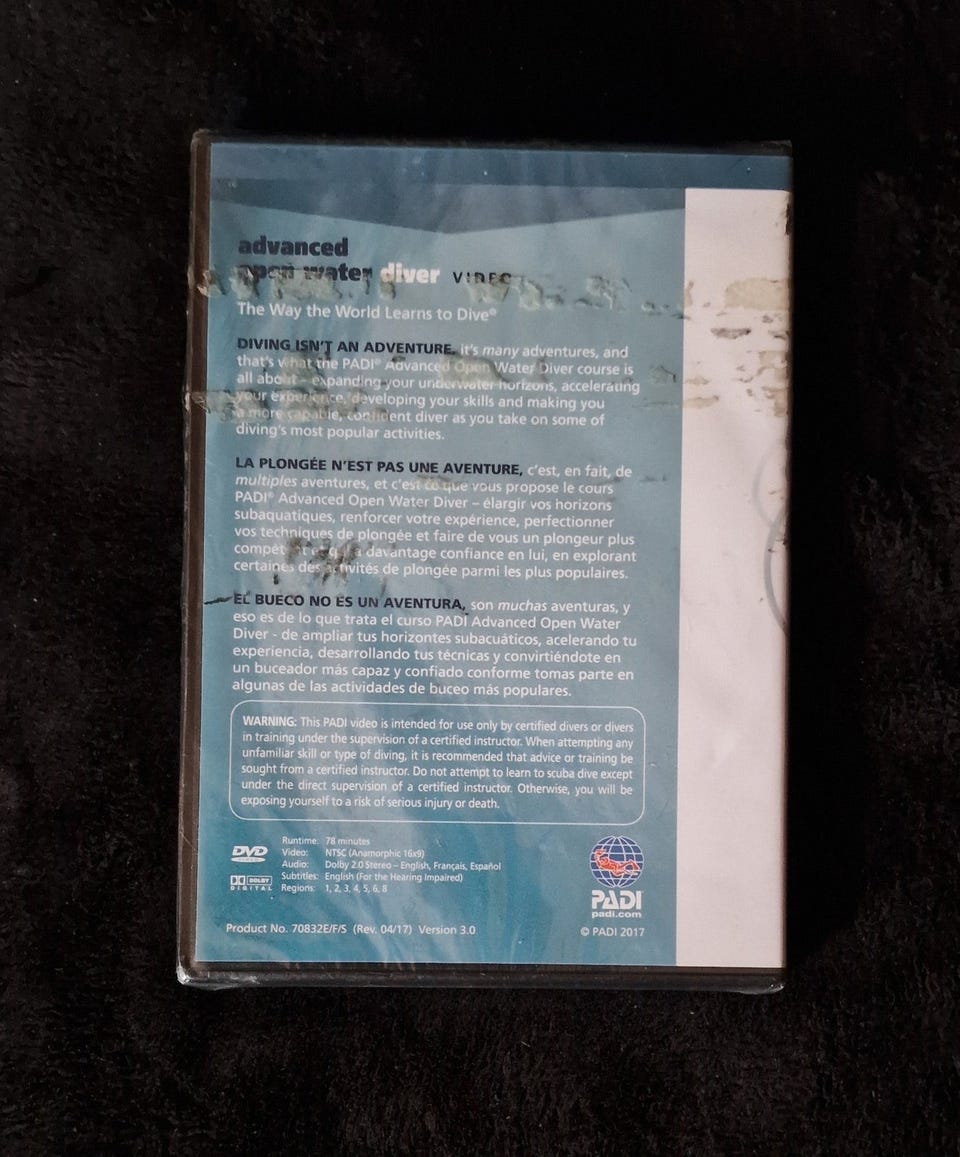 advanced
open water diver VIDEO
The Way the World Learns to Dive®
DIVING ISN'T AN ADVENTURE, it's many adventures, and
that's what the PADI® Advanced Open Water Diver course is
all about – expanding your underwater horizons, accelerating
your experience, developing your skills and making you
a more capable, confident diver as you take on some of
diving's most popular activities.
LA PLONGÉE N'EST PAS UNE AVENTURE, c'est, en fait, de
multiples aventures, et c'est ce que vous propose le cours
PADI® Advanced Open Water Diver – élargir vos horizons
subaquatiques, renforcer votre expérience, perfectionner
vos techniques de plongée et faire de vous un plongeur plus
davantage confiance en lui, en explorant
certaines des activités de plongée parmi les plus populaires.
EL BUCEO NO ES UN AVENTURA, son muchas aventuras, y
eso es de lo que trata el curso PADI Advanced Open Water
Diver - de ampliar tus horizontes subacuáticos, acelerando tu
experiencia, desarrollando tus técnicas y convirtiéndote en
un buceador más capaz y confiado conforme tomas parte en
algunas de las actividades de buceo más populares.
WARNING: This PADI video is intended for use only by certified divers or divers
in training under the supervision of a certified instructor. When attempting any
unfamiliar skill or type of diving, it is recommended that advice or training be
sought from a certified instructor. Do not attempt to learn to scuba dive except
under the direct supervision of a certified instructor. Otherwise, you will be
exposing yourself to a risk of serious injury or death.
DVD
VIDEO
DOLBY
DIGITAL
Runtime: 78 minutes
Video: NTSC (Anamorphic 16x9)
Audio: Dolby 2.0 Stereo – English, Français, Español
Subtitles: English (For the Hearing Impaired)
Regions: 1, 2, 3, 4, 5, 6, 8
PADI®
padi.com
Product No. 70832E/F/S (Rev. 04/17) Version 3.0
© PADI 2017